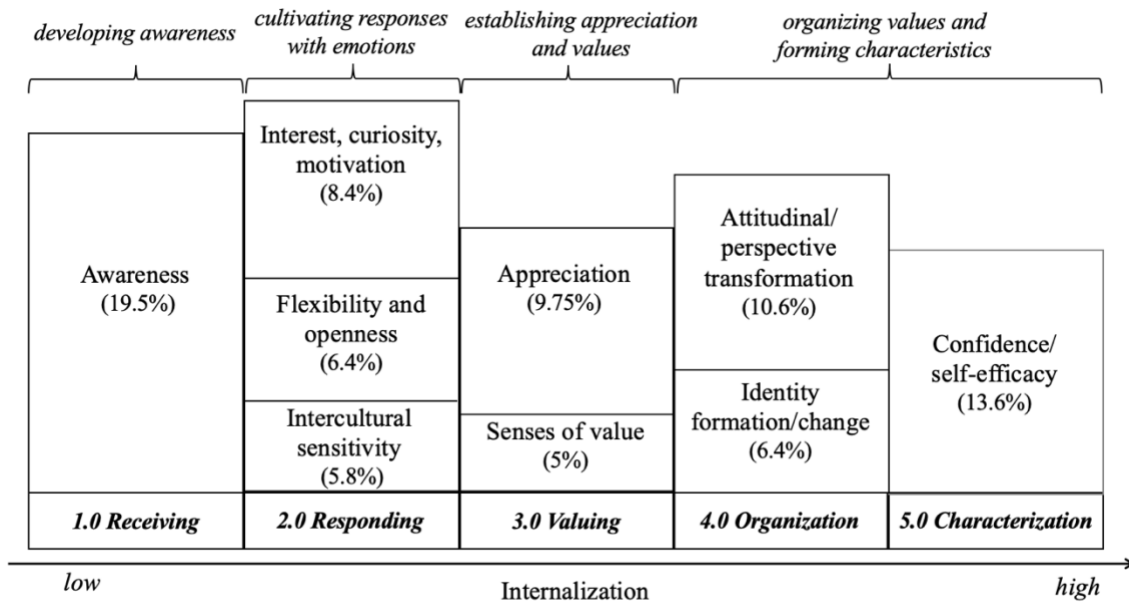 developing awareness
cultivating responses
with emotions
establishing appreciation
and values
organizing values and
forming characteristics
Awareness
(19.5%)
Interest, curiosity,
motivation
(8.4%)
Flexibility and
openness
(6.4%)
Intercultural
sensitivity
(5.8%)
Appreciation
(9.75%)
Senses of value
(5%)
Attitudinal/
perspective
transformation
(10.6%)
Identity
formation/change
(6.4%)
Confidence/
self-efficacy
(13.6%)
1.0 Receiving
2.0 Responding
3.0 Valuing
4.0 Organization
5.0 Characterization
low
Internalization
high